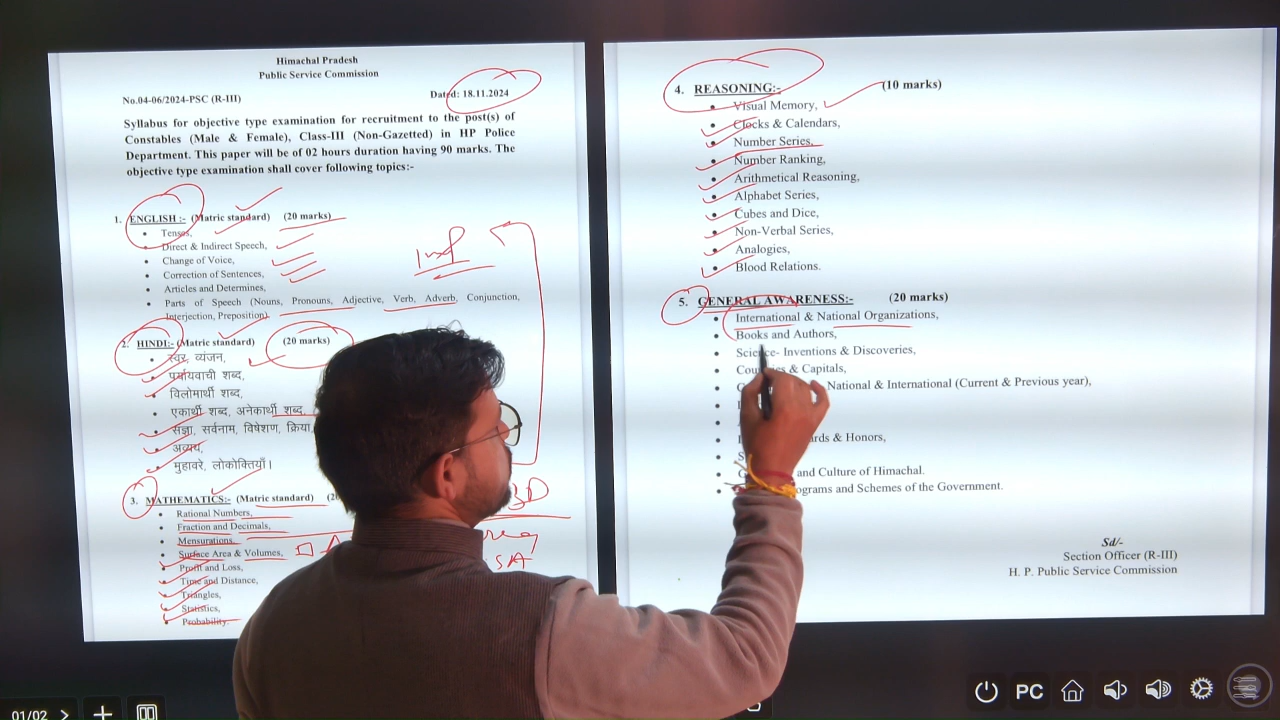 Himachal Pradesh
Public Service Commission
No.04-06/2024-PSC (R-III)
Dated: 18.11.2024
Syllabus for objective type examination for recruitment to the post(s) of
Constables (Male & Female), Class-III (Non-Gazetted) in HP Police
Department. This paper will be of 02 hours duration having 90 marks. The
objective type examination shall cover following topics:-
1. ENGLISH :- (Matric standard) (20 marks)
• Tenses,
• Direct & Indirect Speech,
• Change of Voice,
• Correction of Sentences,
• Articles and Determines,
• Parts of Speech (Nouns, Pronouns, Adjective, Verb, Adverb, Conjunction,
Interjection, Preposition)
Imp
2. HINDI:- (Matric standard) (20 marks)
• स्वर, व्यंजन,
• पर्यायवाची शब्द,
• विलोमार्थी शब्द,
• एकार्थी शब्द, अनेकार्थी शब्द,
• संज्ञा, सर्वनाम, विषेशण, क्रिया,
• अव्यय,
• मुहावरे, लोकोक्तियाँ।
3. MATHEMATICS:- (Matric standard)
• Rational Numbers,
• Fraction and Decimals,
• Mensurations,
• Surface Area & Volumes,
• Profit and Loss,
• Time and Distance,
• Triangles,
• Statistics,
• Probability.
3D
SA
4. REASONING:- (10 marks)
• Visual Memory,
• Clocks & Calendars,
• Number Series,
• Number Ranking,
• Arithmetical Reasoning,
• Alphabet Series,
• Cubes and Dice,
• Non-Verbal Series,
• Analogies,
• Blood Relations.
5. GENERAL AWARENESS:- (20 marks)
• International & National Organizations,
• Books and Authors,
• Science- Inventions & Discoveries,
• & Capitals,
• National & International (Current & Previous year),
• & Honors,
• and Culture of Himachal.
• and Schemes of the Government.
Sd/-
Section Officer (R-III)
H. P. Public Service Commission
01/02
PC